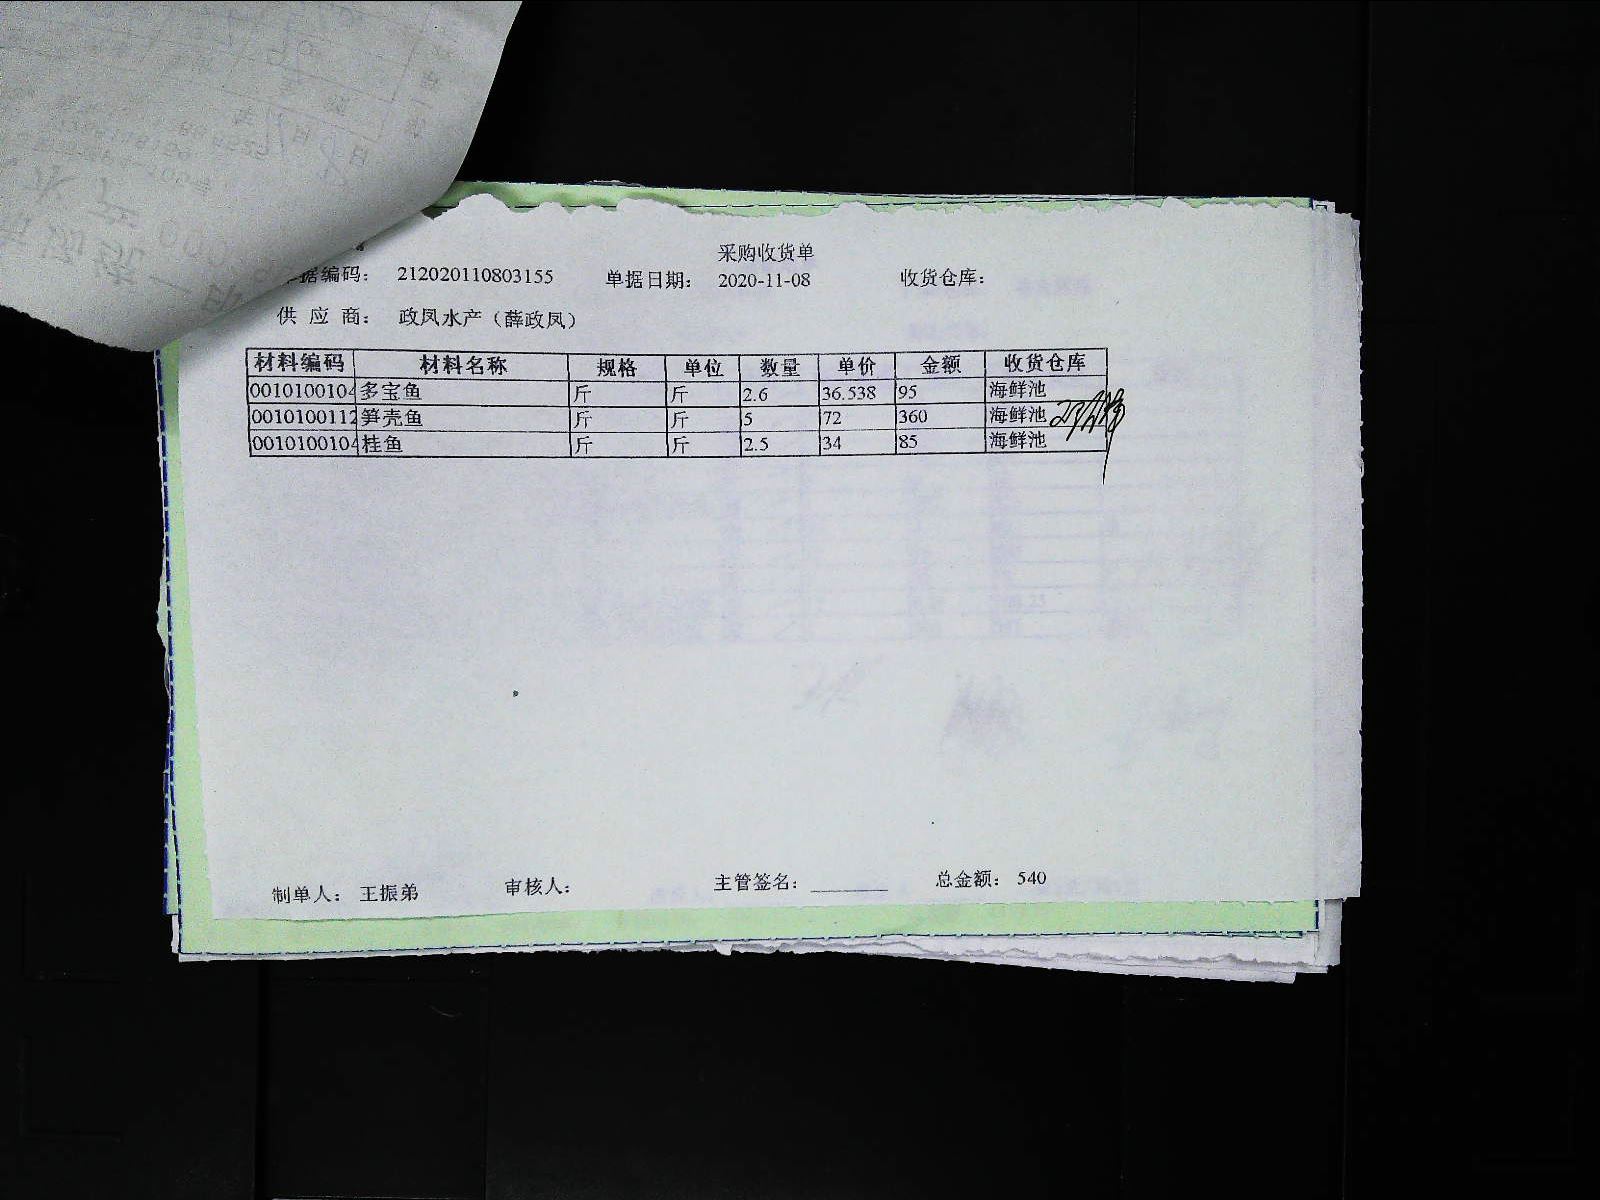 采购收货单
据编码： 212020110803155 单据日期： 2020-11-08 收货仓库：
供 应 商： 政凤水产（薛政凤）
材料编码 材料名称 规格 单位 数量 单价 金额 收货仓库
0010100104 多宝鱼 斤 斤 2.6 36.538 95 海鲜池
0010100112 笋壳鱼 斤 斤 5 72 360 海鲜池
0010100104 桂鱼 斤 斤 2.5 34 85 海鲜池
制单人： 王振弟 审核人： 主管签名： 总金额： 540